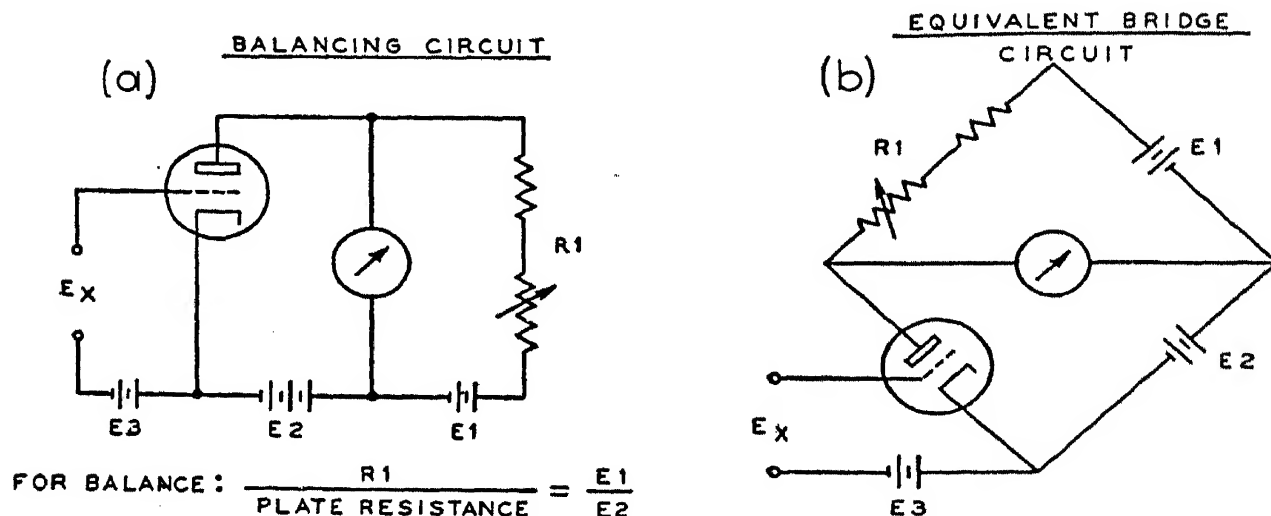 BALANCING CIRCUIT
(a)
R1
Ex
E3
E2
E1
FOR BALANCE: R1 / PLATE RESISTANCE = E1 / E2
EQUIVALENT BRIDGE
CIRCUIT
(b)
R1
E1
E2
Ex
E3